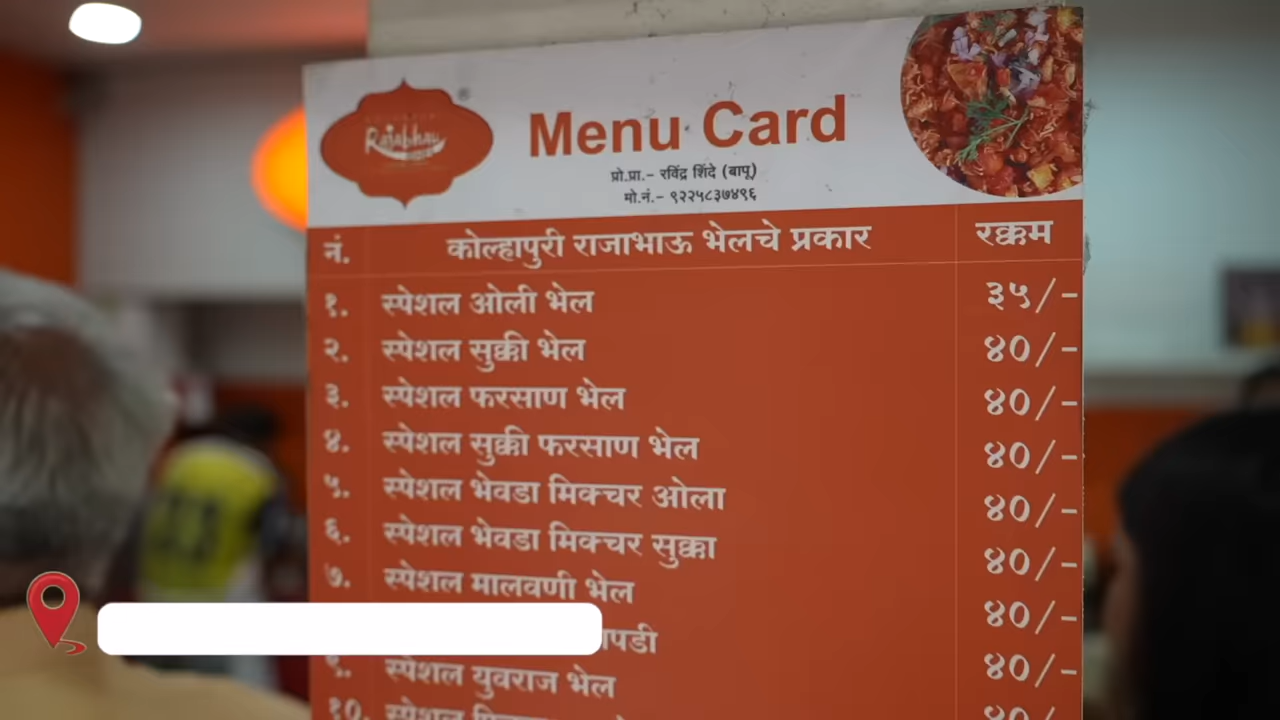 Rajabhau
Menu Card
प्रो.प्रा.- रविंद्र शिंदे (बापू)
मो.नं.- ९२२५८३७४९६
नं. कोल्हापुरी राजाभाऊ भेलचे प्रकार रक्कम
१. स्पेशल ओली भेल ३५/-
२. स्पेशल सुक्की भेल ४०/-
३. स्पेशल फरसाण भेल ४०/-
४. स्पेशल सुक्की फरसाण भेल ४०/-
५. स्पेशल भेवडा मिक्चर ओला ४०/-
६. स्पेशल भेवडा मिक्चर सुक्का ४०/-
७. स्पेशल मालवणी भेल ४०/-
४०/-
९. स्पेशल युवराज भेल
१०. स्पेशल